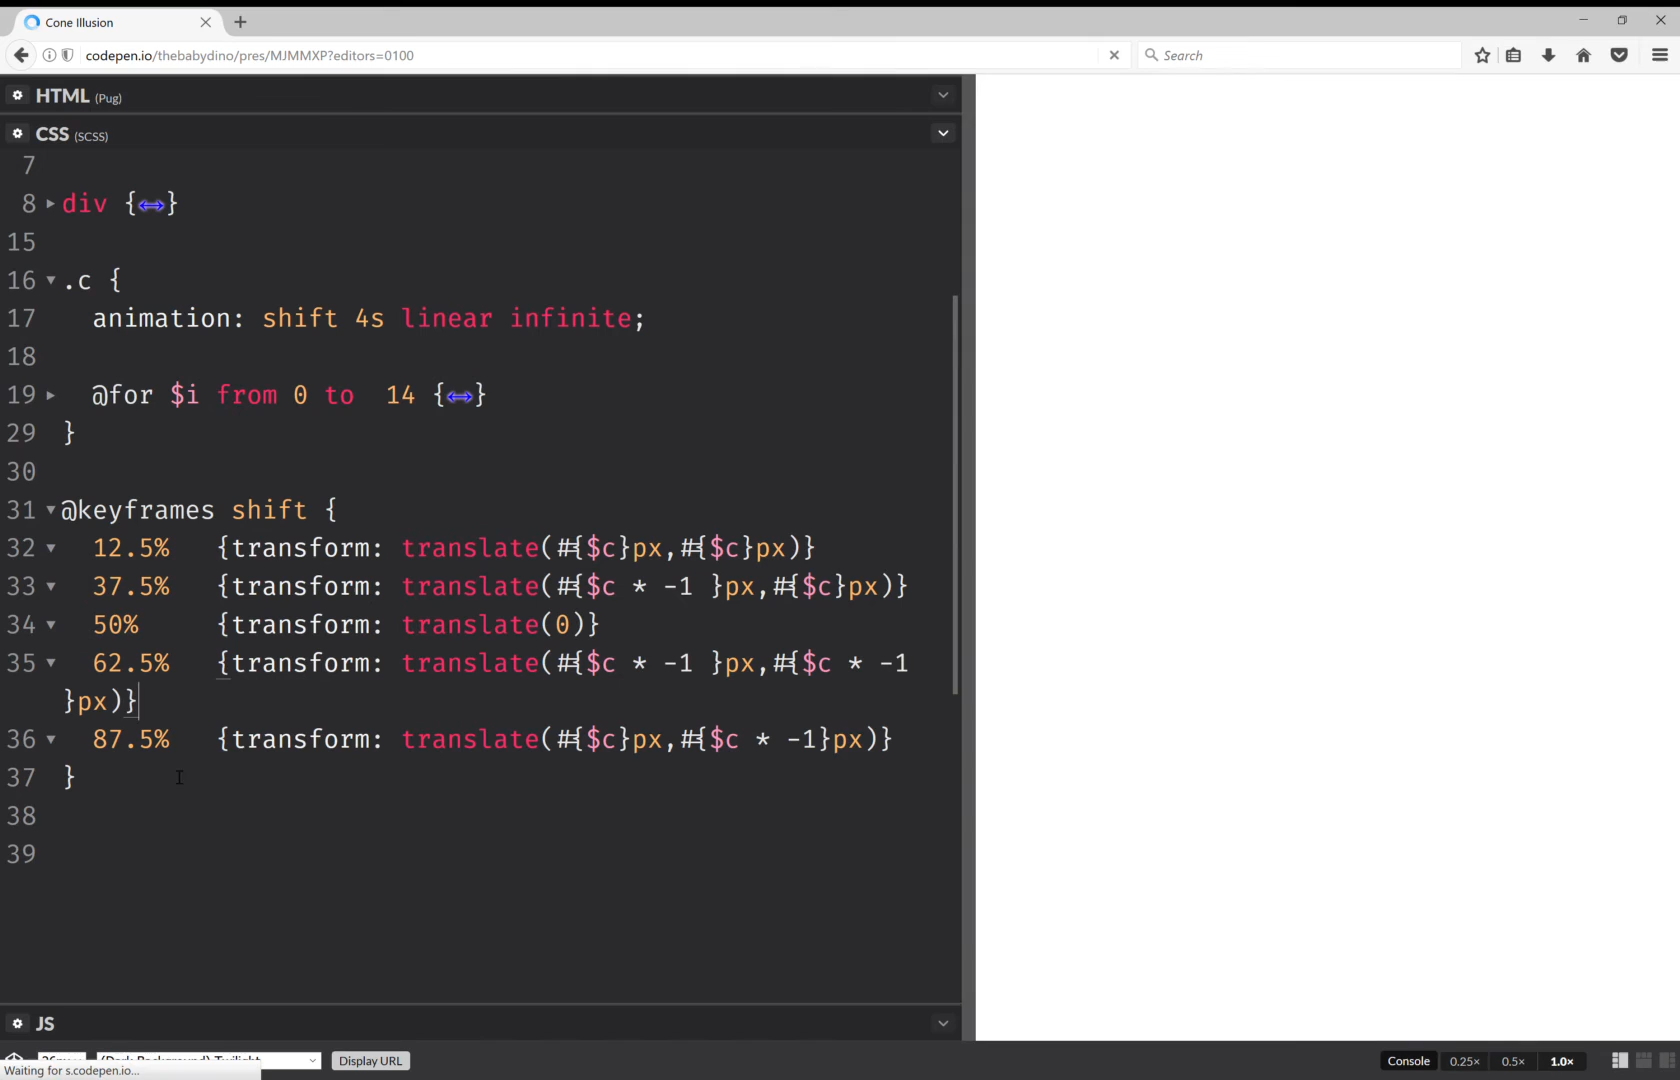 Cone Illusion
codepen.io/thebabydino/pres/MJMMXP?editors=0100
Search
HTML (Pug)
CSS (SCSS)
7
8 div {↔}
15
16 .c {
17 animation: shift 4s linear infinite;
18
19 @for $i from 0 to 14 {↔}
29 }
30
31 @keyframes shift {
32 12.5% {transform: translate(#{$c}px,#{$c}px)}
33 37.5% {transform: translate(#{$c * -1 }px,#{$c}px)}
34 50% {transform: translate(0)}
35 62.5% {transform: translate(#{$c * -1 }px,#{$c * -1
}px)}
36 87.5% {transform: translate(#{$c}px,#{$c * -1}px)}
37 }
38
39
JS
(Dark Background) Twilight
Display URL
Console 0.25× 0.5× 1.0×
Waiting for s.codepen.io...